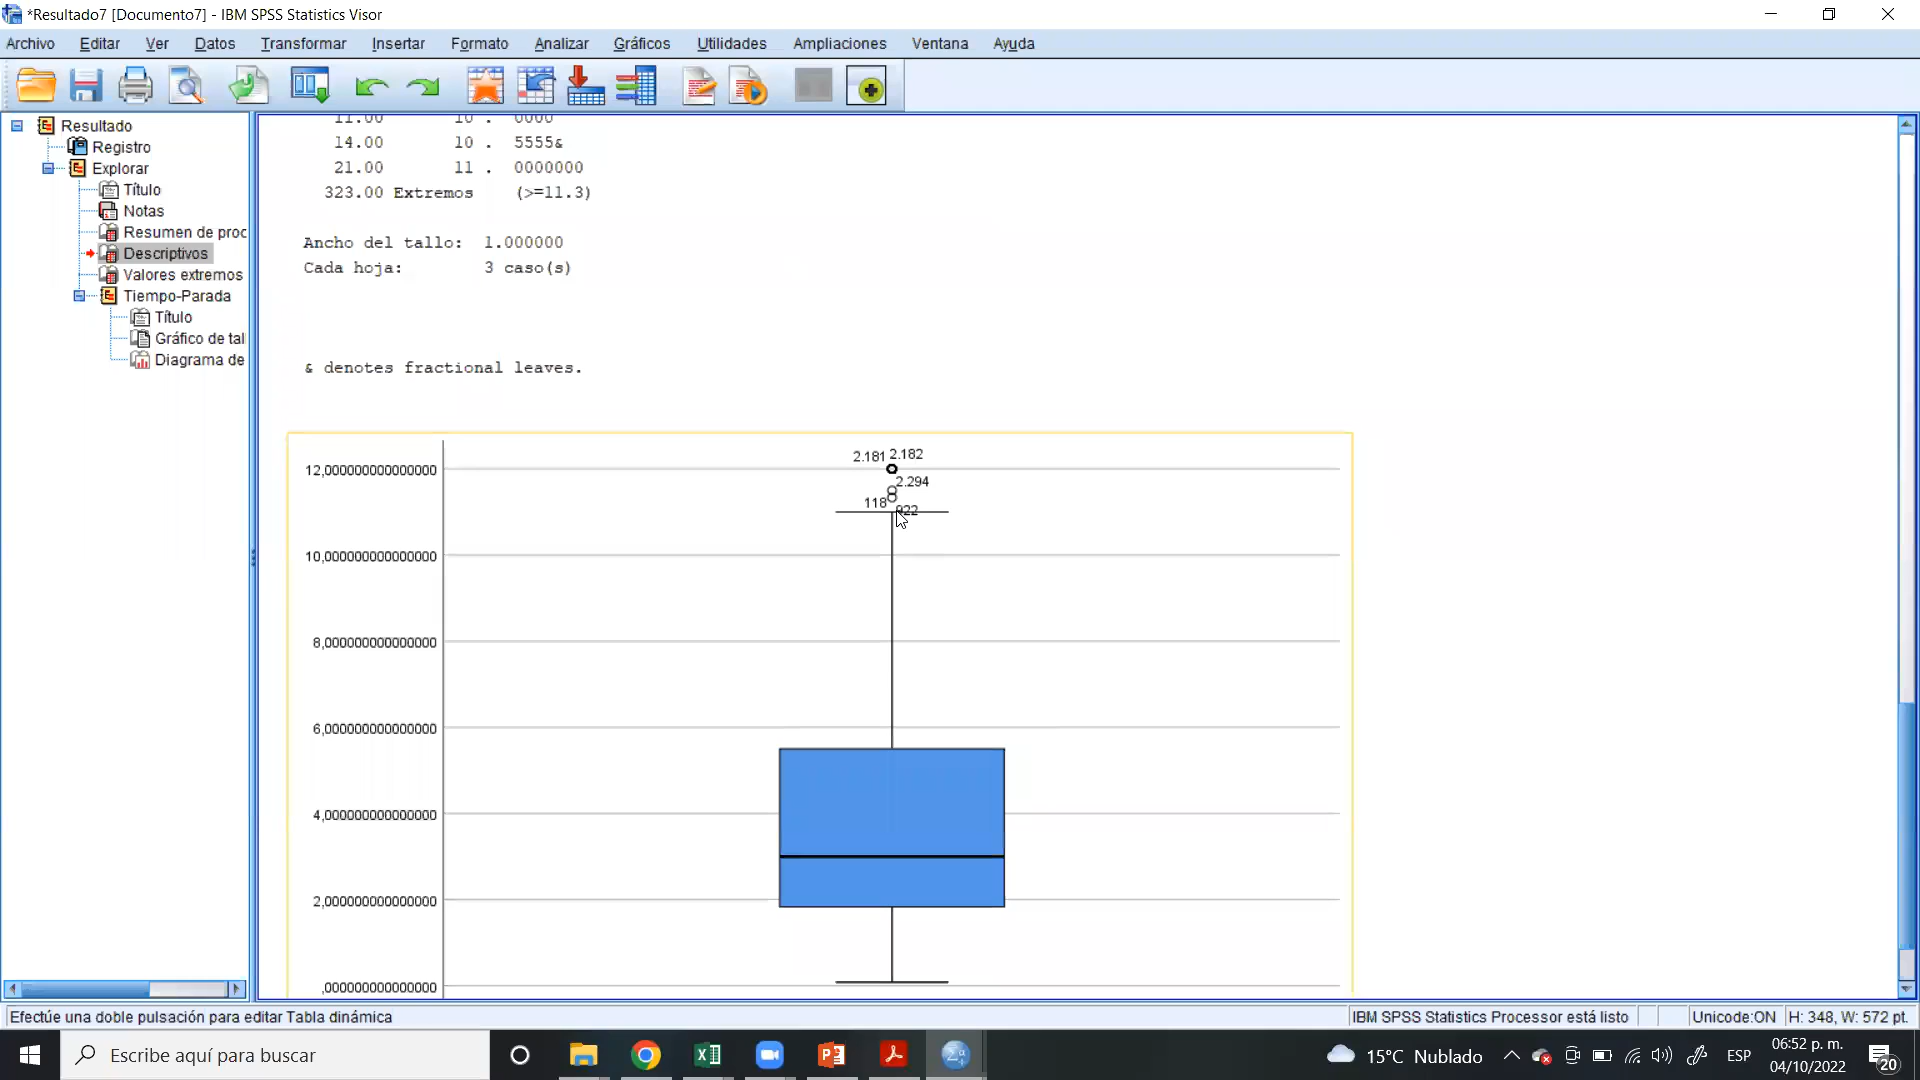 *Resultado7 [Documento7] - IBM SPSS Statistics Visor
Archivo Editar Ver Datos Transformar Insertar Formato Analizar Gráficos Utilidades Ampliaciones Ventana Ayuda
Resultado
Registro
Explorar
Título
Notas
Resumen de proc
Descriptivos
Valores extremos
Tiempo-Parada
Título
Gráfico de tal
Diagrama de
11.00 10 . 0000
14.00 10 . 5555&
21.00 11 . 0000000
323.00 Extremos (>=11.3)
Ancho del tallo: 1.000000
Cada hoja: 3 caso(s)
& denotes fractional leaves.
2.181 2.182
12,000000000000000
2.294
118 922
10,000000000000000
8,000000000000000
6,000000000000000
4,000000000000000
2,000000000000000
,000000000000000
Efectúe una doble pulsación para editar Tabla dinámica
IBM SPSS Statistics Processor está listo Unicode:ON H: 348, W: 572 pt.
Escribe aquí para buscar
15°C Nublado
ESP
06:52 p. m.
04/10/2022
20